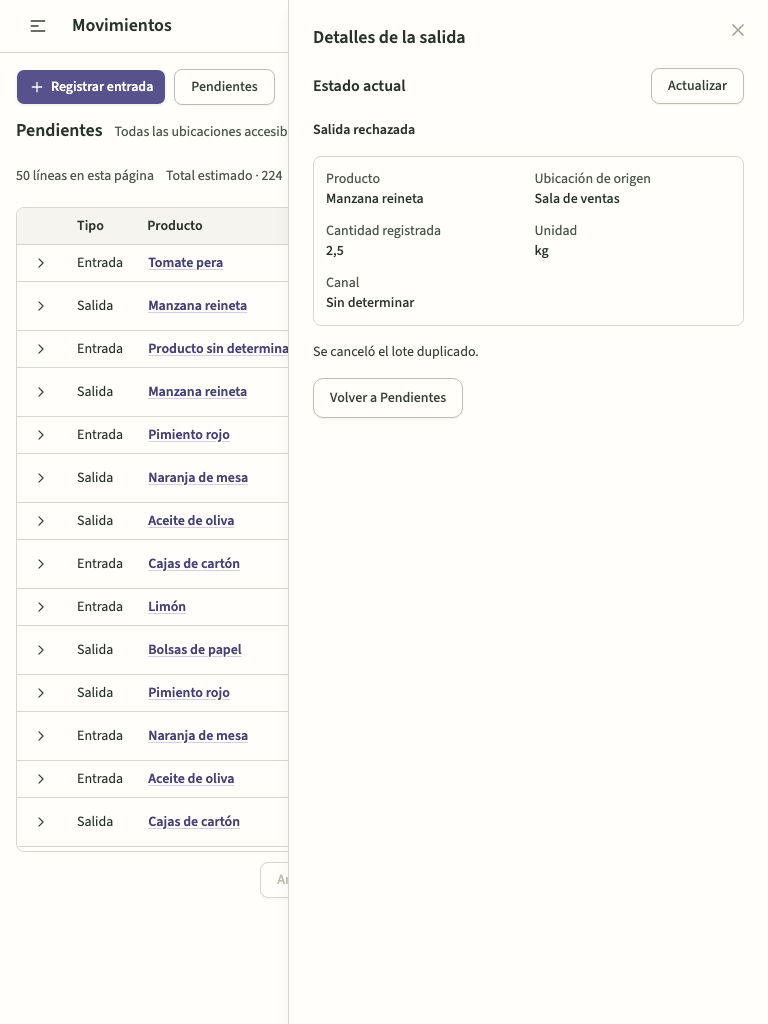 Movimientos
Registrar entrada
Pendientes
Pendientes Todas las ubicaciones accesib
50 líneas en esta página Total estimado · 224
Tipo Producto
Entrada Tomate pera
Salida Manzana reineta
Entrada Producto sin determina
Salida Manzana reineta
Entrada Pimiento rojo
Salida Naranja de mesa
Salida Aceite de oliva
Entrada Cajas de cartón
Entrada Limón
Salida Bolsas de papel
Salida Pimiento rojo
Entrada Naranja de mesa
Entrada Aceite de oliva
Salida Cajas de cartón
Detalles de la salida
Estado actual
Actualizar
Salida rechazada
Producto
Manzana reineta
Ubicación de origen
Sala de ventas
Cantidad registrada
2,5
Unidad
kg
Canal
Sin determinar
Se canceló el lote duplicado.
Volver a Pendientes